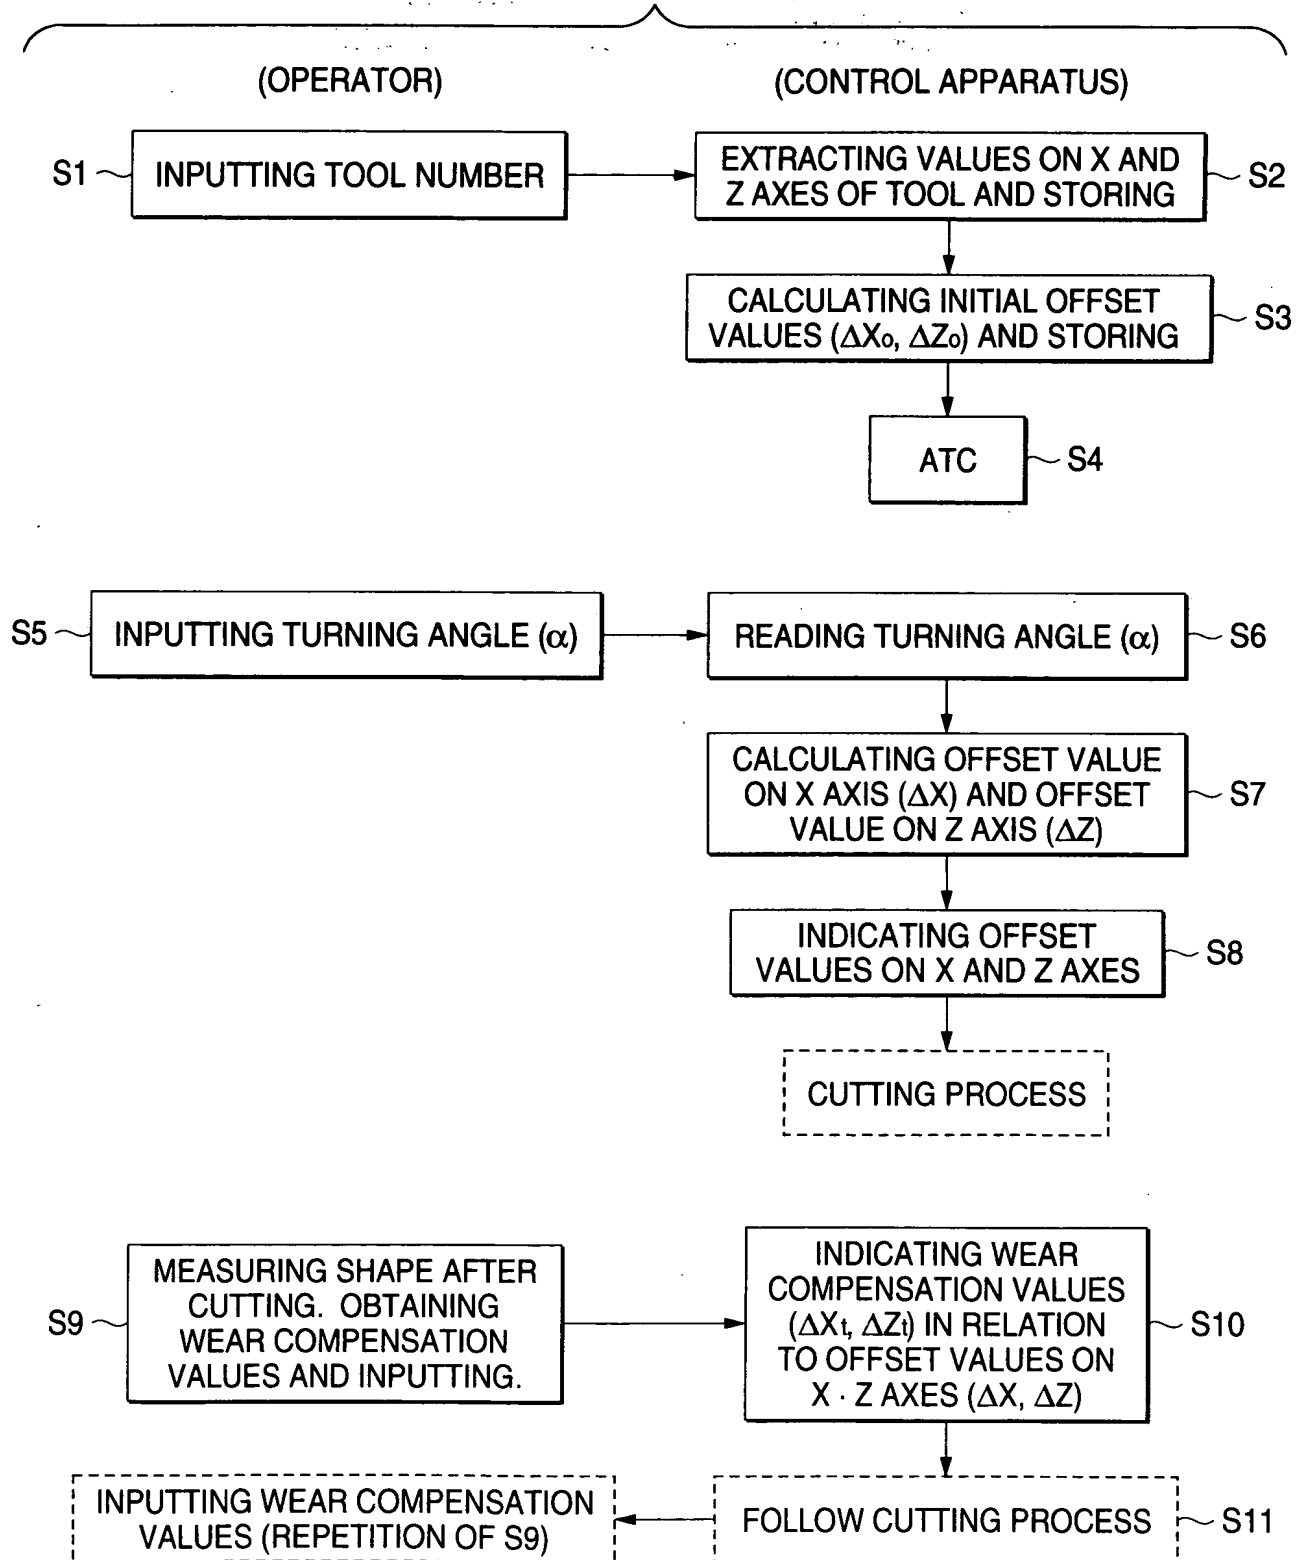 (OPERATOR)
(CONTROL APPARATUS)
S1
INPUTTING TOOL NUMBER
EXTRACTING VALUES ON X AND
Z AXES OF TOOL AND STORING
S2
CALCULATING INITIAL OFFSET
VALUES (ΔX₀, ΔZ₀) AND STORING
S3
ATC
S4
S5
INPUTTING TURNING ANGLE (α)
READING TURNING ANGLE (α)
S6
CALCULATING OFFSET VALUE
ON X AXIS (ΔX) AND OFFSET
VALUE ON Z AXIS (ΔZ)
S7
INDICATING OFFSET
VALUES ON X AND Z AXES
S8
CUTTING PROCESS
S9
MEASURING SHAPE AFTER
CUTTING. OBTAINING
WEAR COMPENSATION
VALUES AND INPUTTING.
INDICATING WEAR
COMPENSATION VALUES
(ΔXₜ, ΔZₜ) IN RELATION
TO OFFSET VALUES ON
X · Z AXES (ΔX, ΔZ)
S10
INPUTTING WEAR COMPENSATION
VALUES (REPETITION OF S9)
FOLLOW CUTTING PROCESS
S11